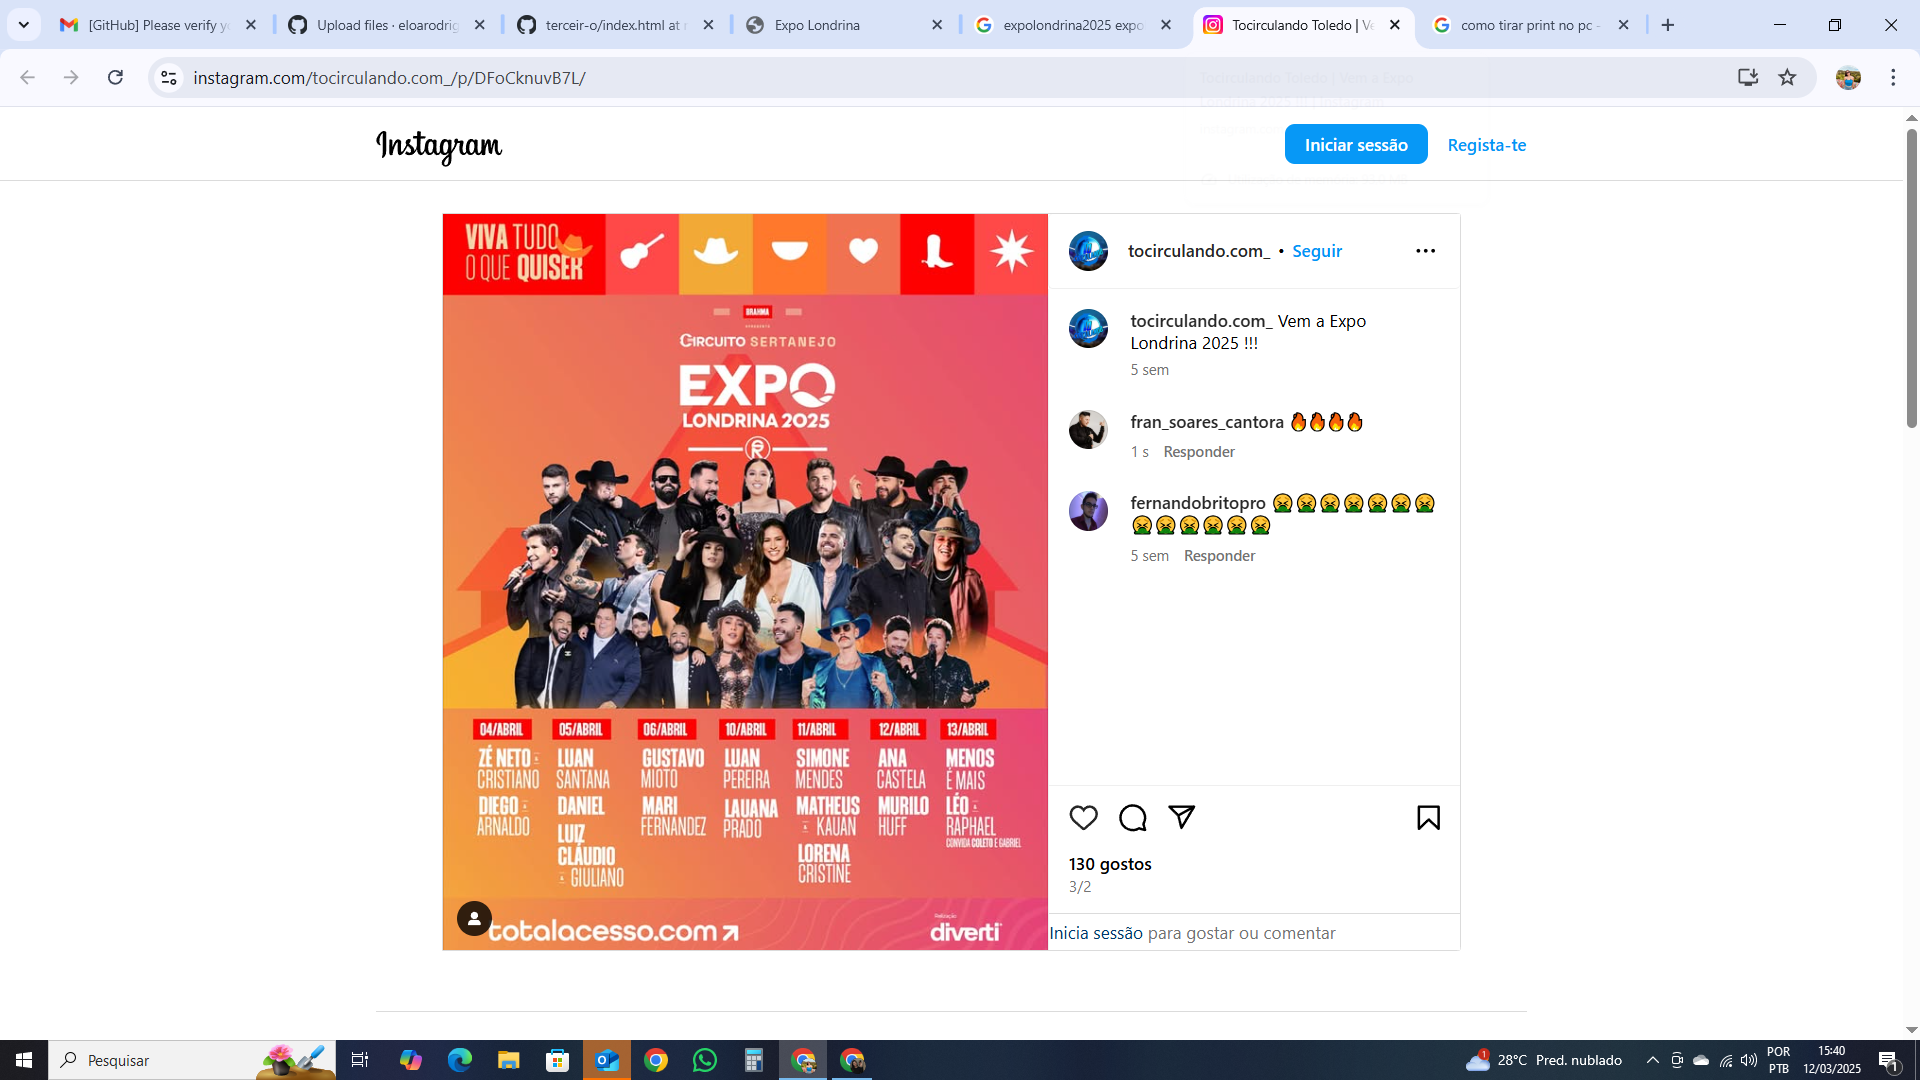 [GitHub] Please verify yo
Upload files · eloarodrig
terceir-o/index.html at
Expo Londrina
expolondrina2025 expo
Tocirculando Toledo | Ve
como tirar print no pc -
instagram.com/tocirculando.com_/p/DFoCknuvB7L/
Instagram
Iniciar sessão
Regista-te
VIVA TUDO
O QUE QUISER
BRAHMA
APRESENTA
CIRCUITO SERTANEJO
EXPO
LONDRINA 2025
04/ABRIL
ZÉ NETO &
CRISTIANO
DIEGO &
ARNALDO
05/ABRIL
LUAN
SANTANA
DANIEL
LUIZ
CLÁUDIO
& GIULIANO
06/ABRIL
GUSTAVO
MIOTO
MARI
FERNANDEZ
10/ABRIL
LUAN
PEREIRA
LAUANA
PRADO
11/ABRIL
SIMONE
MENDES
MATHEUS
& KAUAN
LORENA
CRISTINE
12/ABRIL
ANA
CASTELA
MURILO
HUFF
13/ABRIL
MENOS
É MAIS
LÉO &
RAPHAEL
CONVIDA COLETO E GABRIEL
totalacesso.com
Realização
diverti
tocirculando.com_ • Seguir
tocirculando.com_ Vem a Expo
Londrina 2025 !!!
5 sem
fran_soares_cantora 🔥🔥🔥🔥
1 s Responder
fernandobritopro 🤮🤮🤮🤮🤮🤮🤮
🤮🤮🤮🤮🤮🤮
5 sem Responder
130 gostos
3/2
Inicia sessão para gostar ou comentar
Pesquisar
1
28°C Pred. nublado
POR
PTB
15:40
12/03/2025
1